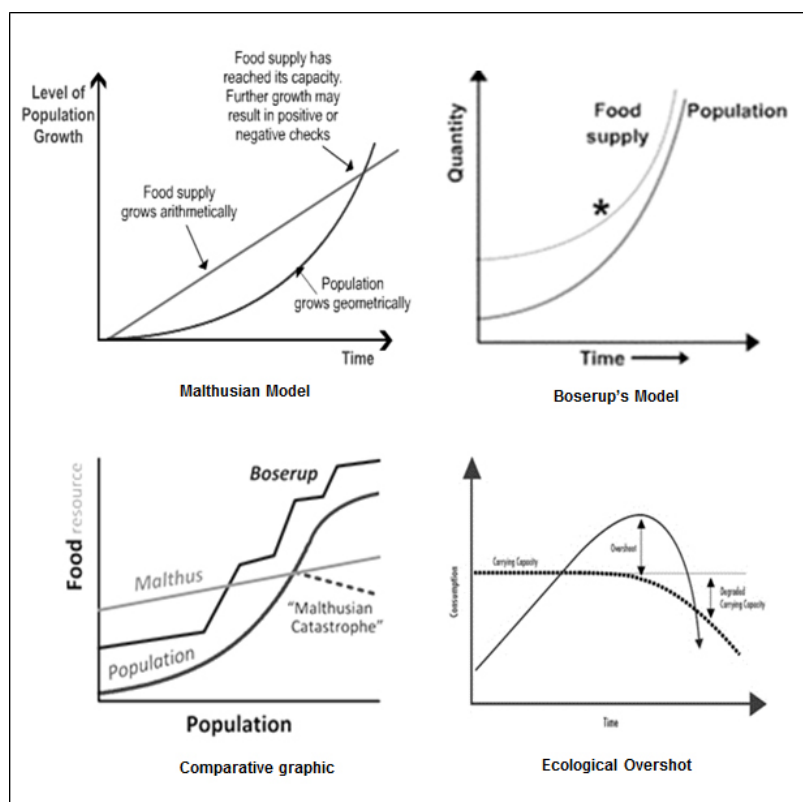 Level of
Population
Growth
Food supply has
reached its capacity.
Further growth may
result in positive or
negative checks
Food supply
grows arithmetically
Population
grows geometrically
Time
Malthusian Model
Quantity
Food
supply
Population
*
Time
Boserup's Model
Food resource
Boserup
Malthus
"Malthusian
Catastrophe"
Population
Population
Comparative graphic
Consumption
Carrying Capacity
Overshoot
Degraded
Carrying Capacity
Time
Ecological Overshot